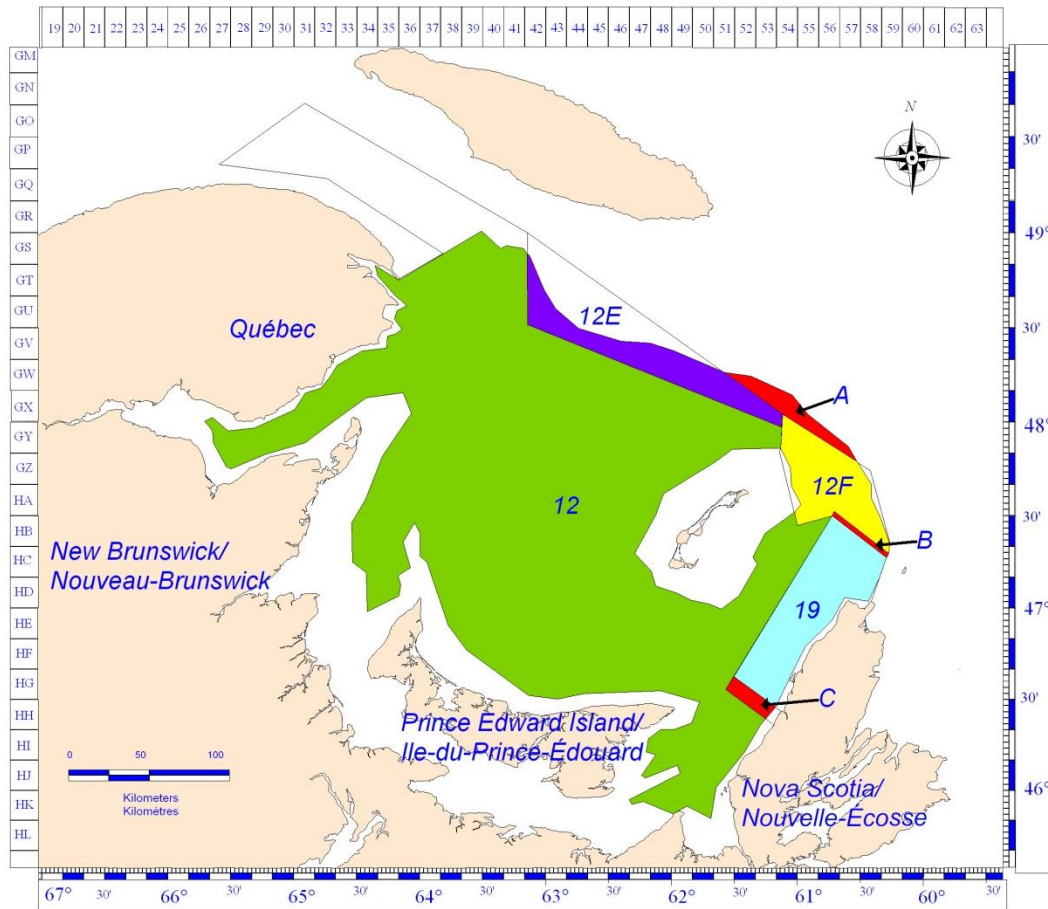 19 20 21 22 23 24 25 26 27 28 29 30 31 32 33 34 35 36 37 38 39 40 41 42 43 44 45 46 47 48 49 50 51 52 53 54 55 56 57 58 59 60 61 62 63
GM
GN
GO
GP
GQ
GR
GS
GT
GU
GV
GW
GX
GY
GZ
HA
HB
HC
HD
HE
HF
HG
HH
HI
HJ
HK
HL
N
30'
49°
30'
48°
30'
47°
30'
46°
Québec
12E
A
12F
12
B
New Brunswick/
Nouveau-Brunswick
19
C
Prince Edward Island/
Ile-du-Prince-Édouard
Nova Scotia/
Nouvelle-Écosse
0 50 100
Kilometers
Kilomètres
67° 66° 30' 65° 30' 64° 30' 63° 30' 62° 30' 61° 30' 60° 30'